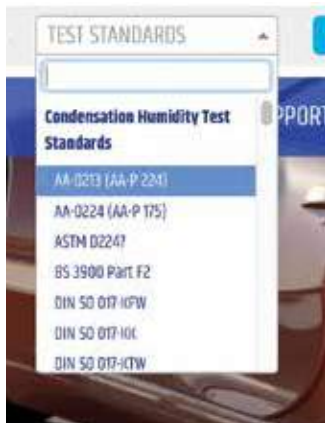 TEST STANDARDS
PPORT
Condensation Humidity Test
Standards
AA-0213 (AA-P 224)
AA-0224 (AA-P 175)
ASTM D2247
BS 3900 Part F2
DIN 50 017-KFW
DIN 50 017-KK
DIN 50 017-KTW